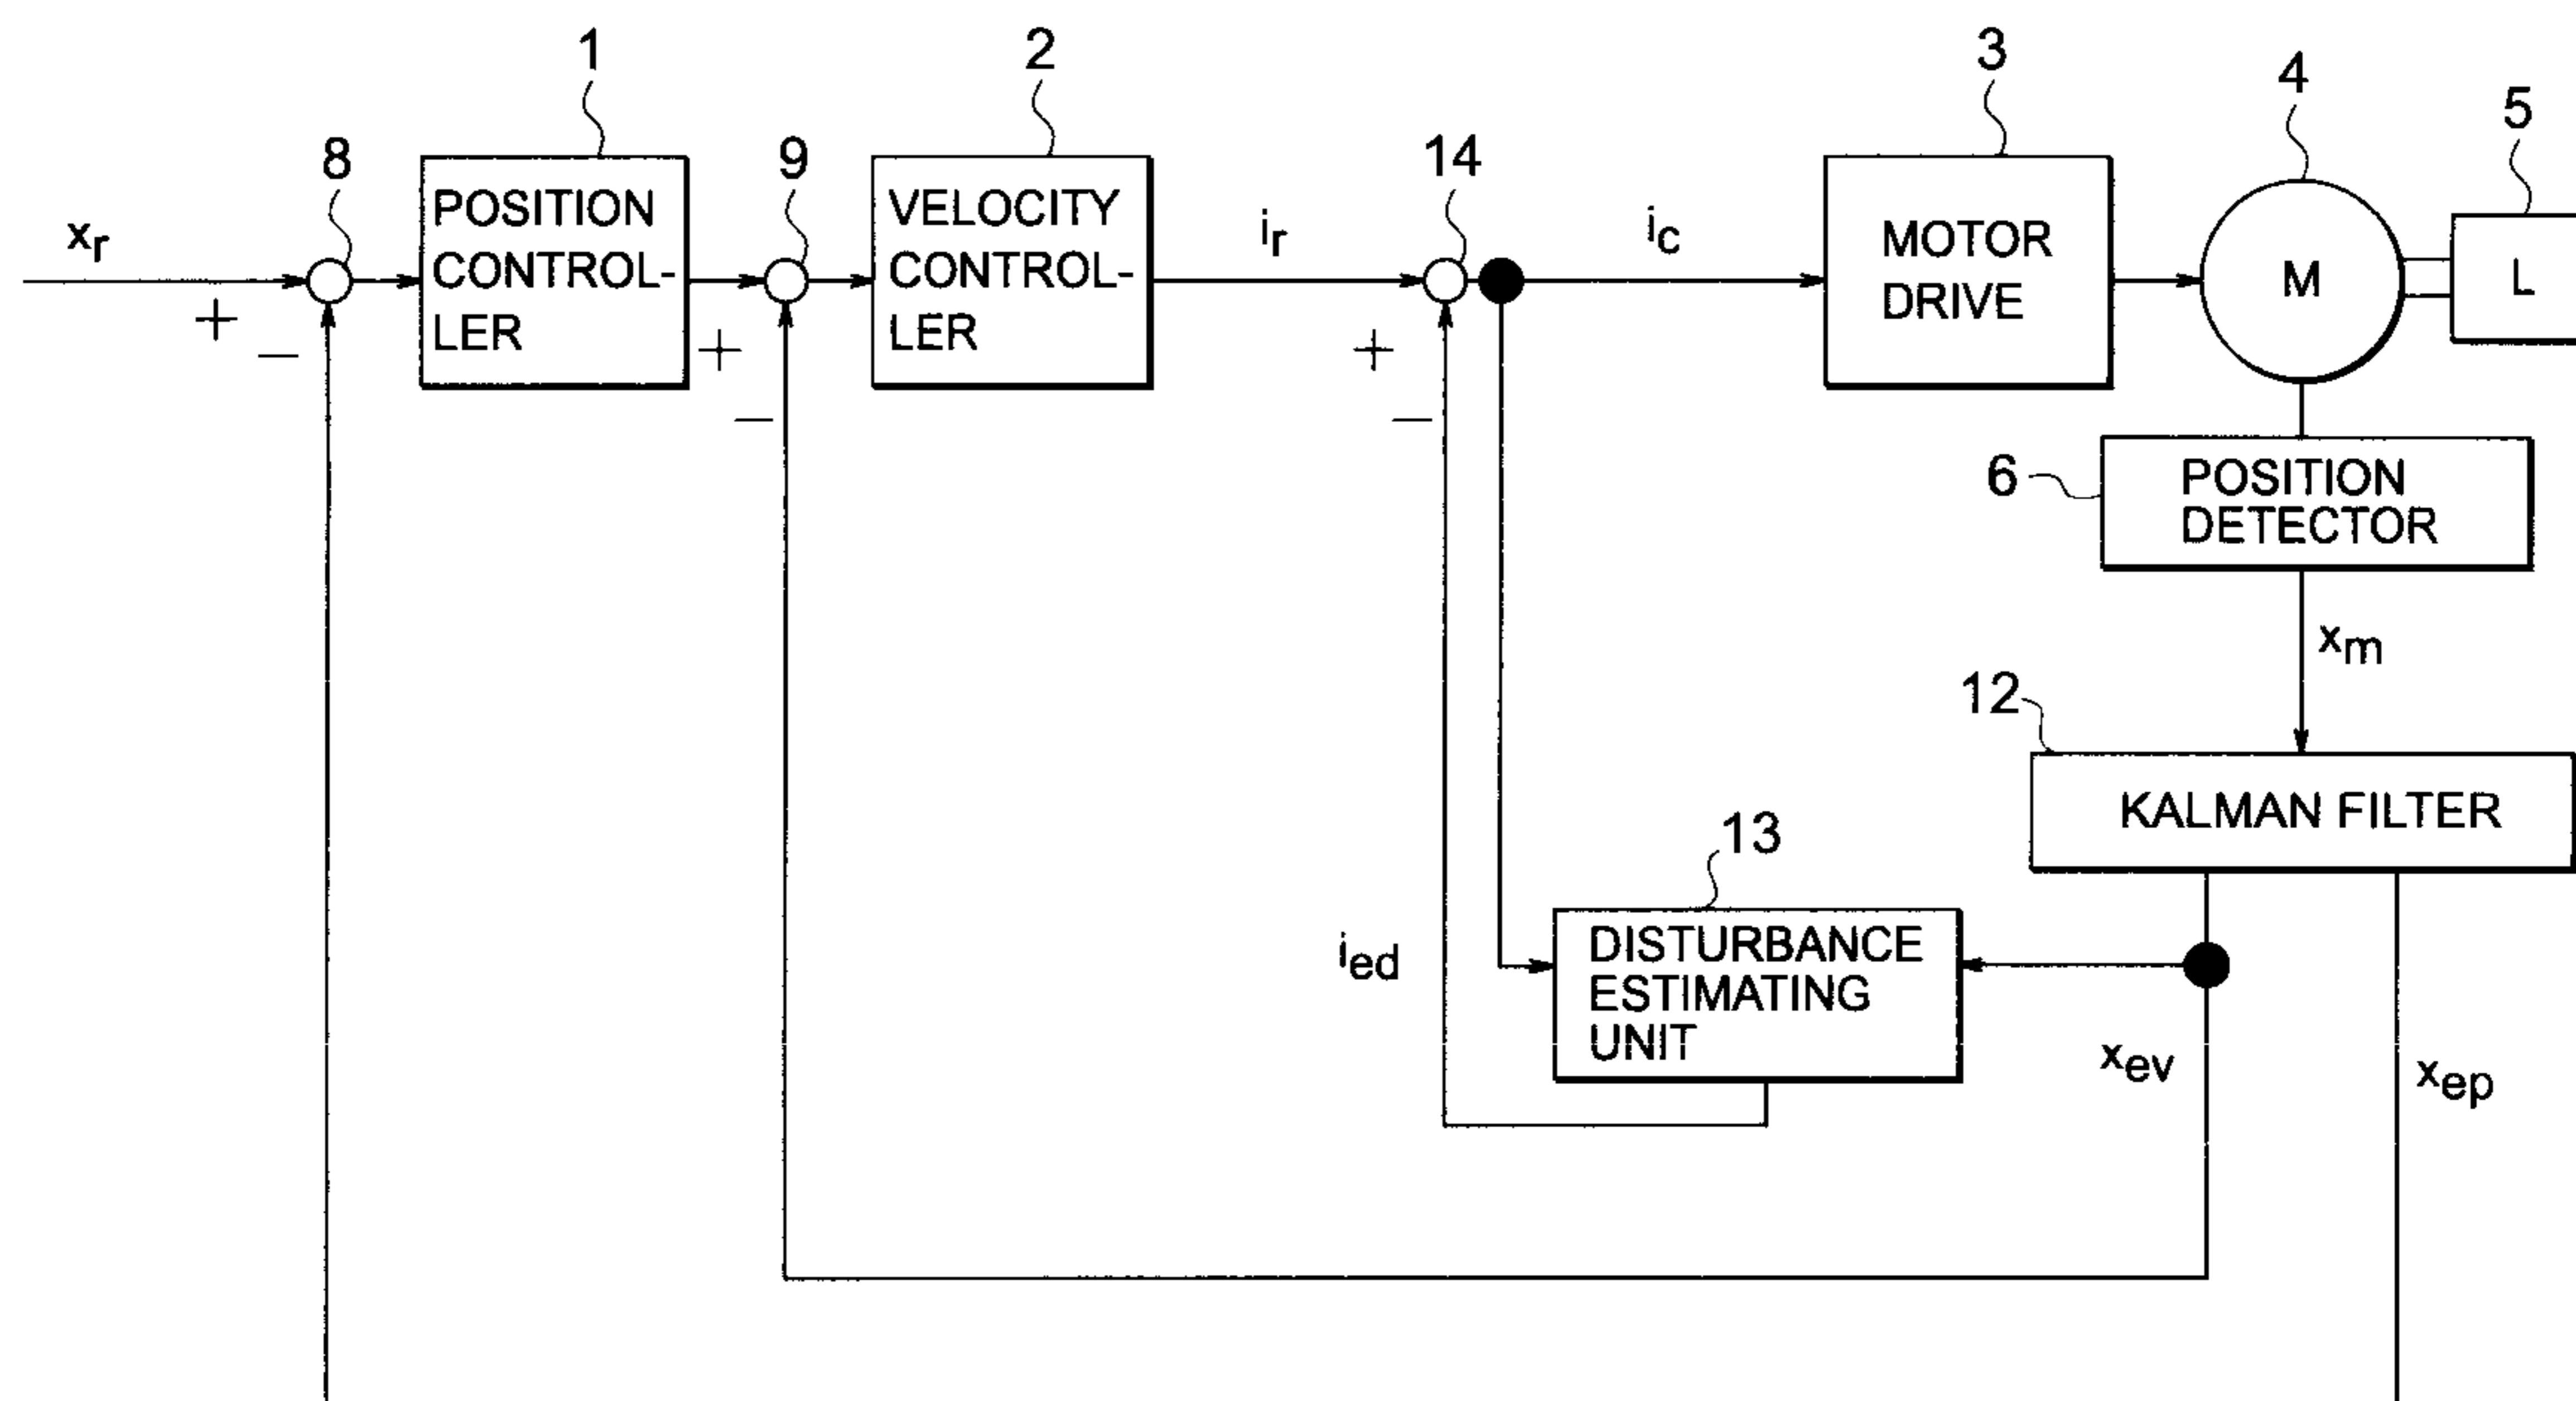 1
2
3
4
5
8
9
14
x_r
POSITION
CONTROL-
LER
VELOCITY
CONTROL-
LER
i_r
i_c
MOTOR
DRIVE
M
L
+
−
+
−
+
−
6
POSITION
DETECTOR
x_m
12
KALMAN FILTER
13
DISTURBANCE
ESTIMATING
UNIT
i_ed
x_ev
x_ep